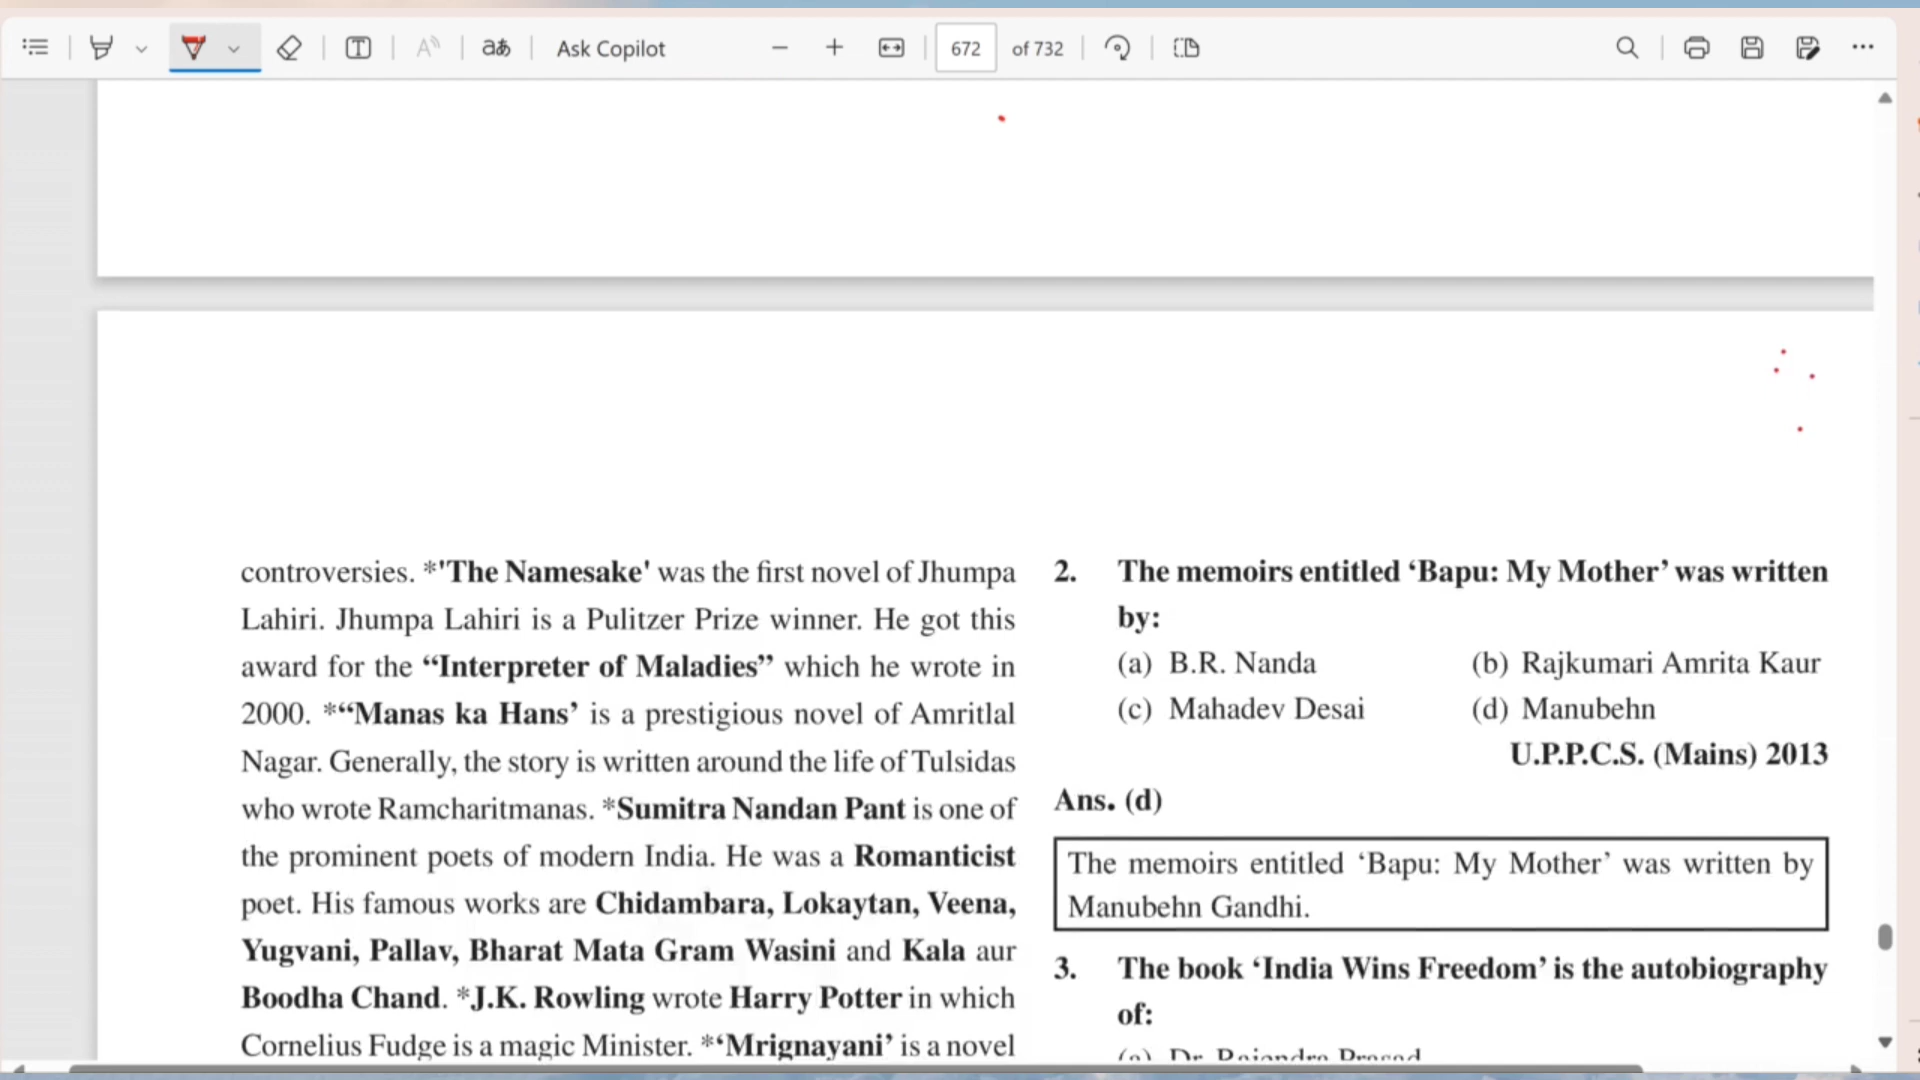 aあ Ask Copilot 672 of 732
controversies. *'The Namesake' was the first novel of Jhumpa
Lahiri. Jhumpa Lahiri is a Pulitzer Prize winner. He got this
award for the “Interpreter of Maladies” which he wrote in
2000. *“Manas ka Hans’ is a prestigious novel of Amritlal
Nagar. Generally, the story is written around the life of Tulsidas
who wrote Ramcharitmanas. *Sumitra Nandan Pant is one of
the prominent poets of modern India. He was a Romanticist
poet. His famous works are Chidambara, Lokaytan, Veena,
Yugvani, Pallav, Bharat Mata Gram Wasini and Kala aur
Boodha Chand. *J.K. Rowling wrote Harry Potter in which
Cornelius Fudge is a magic Minister. *‘Mrignayani’ is a novel
2. The memoirs entitled ‘Bapu: My Mother’ was written
by:
(a) B.R. Nanda (b) Rajkumari Amrita Kaur
(c) Mahadev Desai (d) Manubehn
U.P.P.C.S. (Mains) 2013
Ans. (d)
The memoirs entitled ‘Bapu: My Mother’ was written by
Manubehn Gandhi.
3. The book ‘India Wins Freedom’ is the autobiography
of:
(a) Dr. Rajendra Prasad